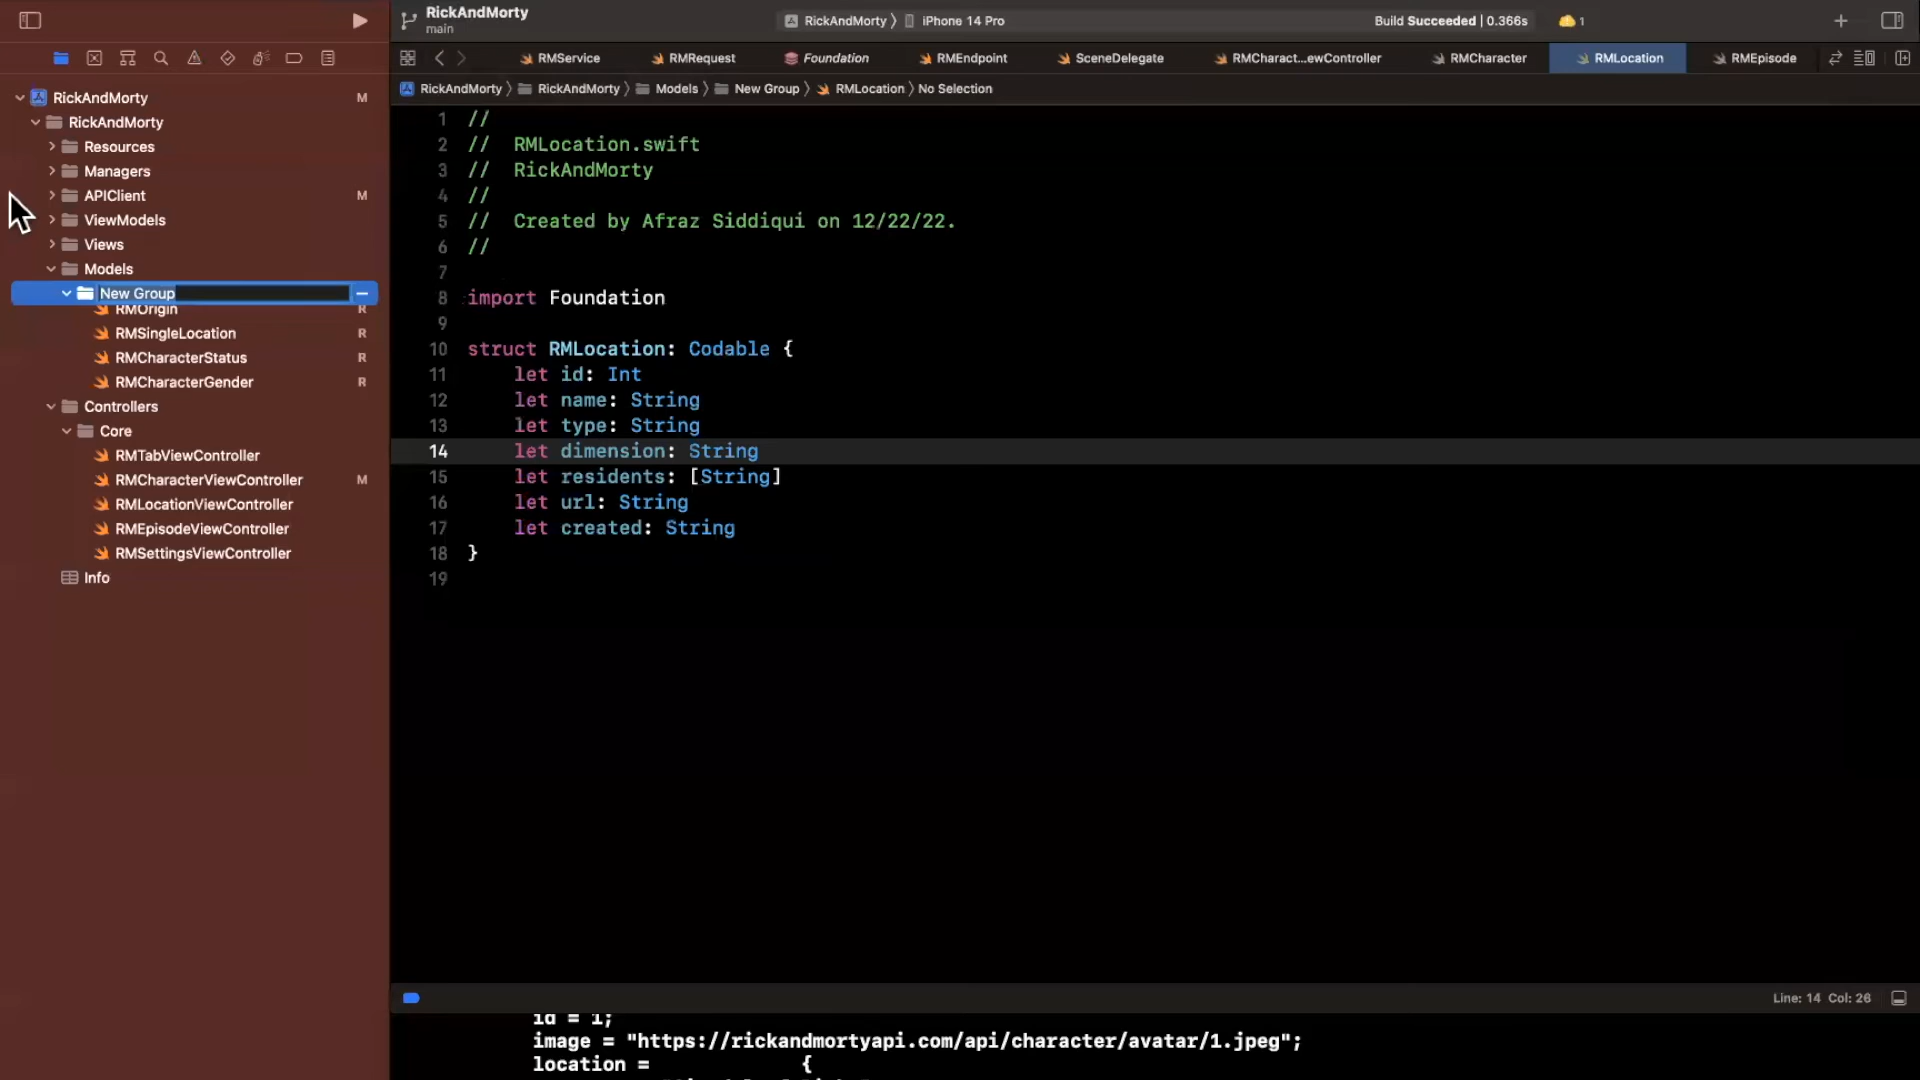 RickAndMorty
main
RickAndMorty 〉 iPhone 14 Pro
Build Succeeded | 0.366s
1
RMService
RMRequest
Foundation
RMEndpoint
SceneDelegate
RMCharact...ewController
RMCharacter
RMLocation
RMEpisode
RickAndMorty 〉 RickAndMorty 〉 Models 〉 New Group 〉 RMLocation 〉 No Selection
RickAndMorty M
RickAndMorty
Resources
Managers
APIClient M
ViewModels
Views
Models
New Group
RMOrigin R
RMSingleLocation R
RMCharacterStatus R
RMCharacterGender R
Controllers
Core
RMTabViewController
RMCharacterViewController M
RMLocationViewController
RMEpisodeViewController
RMSettingsViewController
Info
1 //
2 // RMLocation.swift
3 // RickAndMorty
4 //
5 // Created by Afraz Siddiqui on 12/22/22.
6 //
7
8 import Foundation
9
10 struct RMLocation: Codable {
11 let id: Int
12 let name: String
13 let type: String
14 let dimension: String
15 let residents: [String]
16 let url: String
17 let created: String
18 }
19
Line: 14 Col: 26
id = 1;
image = "https://rickandmortyapi.com/api/character/avatar/1.jpeg";
location = {